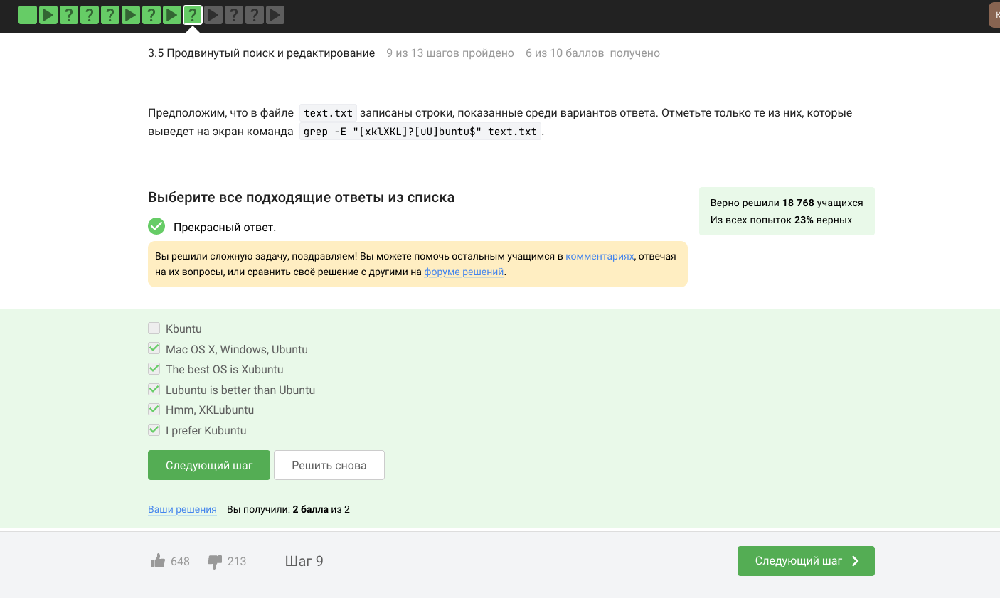 ? ? ? ? ? ? ?
К
3.5 Продвинутый поиск и редактирование 9 из 13 шагов пройдено 6 из 10 баллов получено
Предположим, что в файле text.txt записаны строки, показанные среди вариантов ответа. Отметьте только те из них, которые
выведет на экран команда grep -E "[xklXKL]?[uU]buntu$" text.txt.
Выберите все подходящие ответы из списка
Верно решили 18 768 учащихся
Из всех попыток 23% верных
Прекрасный ответ.
Вы решили сложную задачу, поздравляем! Вы можете помочь остальным учащимся в комментариях, отвечая
на их вопросы, или сравнить своё решение с другими на форуме решений.
Kbuntu
Mac OS X, Windows, Ubuntu
The best OS is Xubuntu
Lubuntu is better than Ubuntu
Hmm, XKLubuntu
I prefer Kubuntu
Следующий шаг Решить снова
Ваши решения Вы получили: 2 балла из 2
648 213 Шаг 9 Следующий шаг